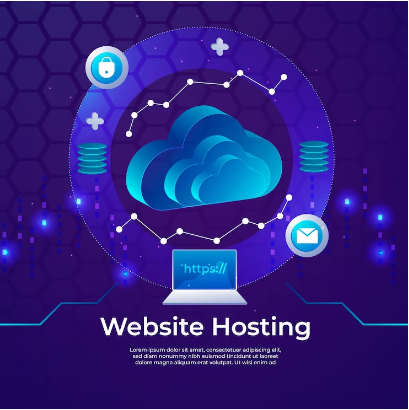 https://
Website Hosting
Lorem ipsum dolor sit amet, consectetuer adipiscing elit,
sed diam nonummy nibh euismod tincidunt ut laoreet
dolore magna aliquam erat volutpat. Ut wisi enim ad